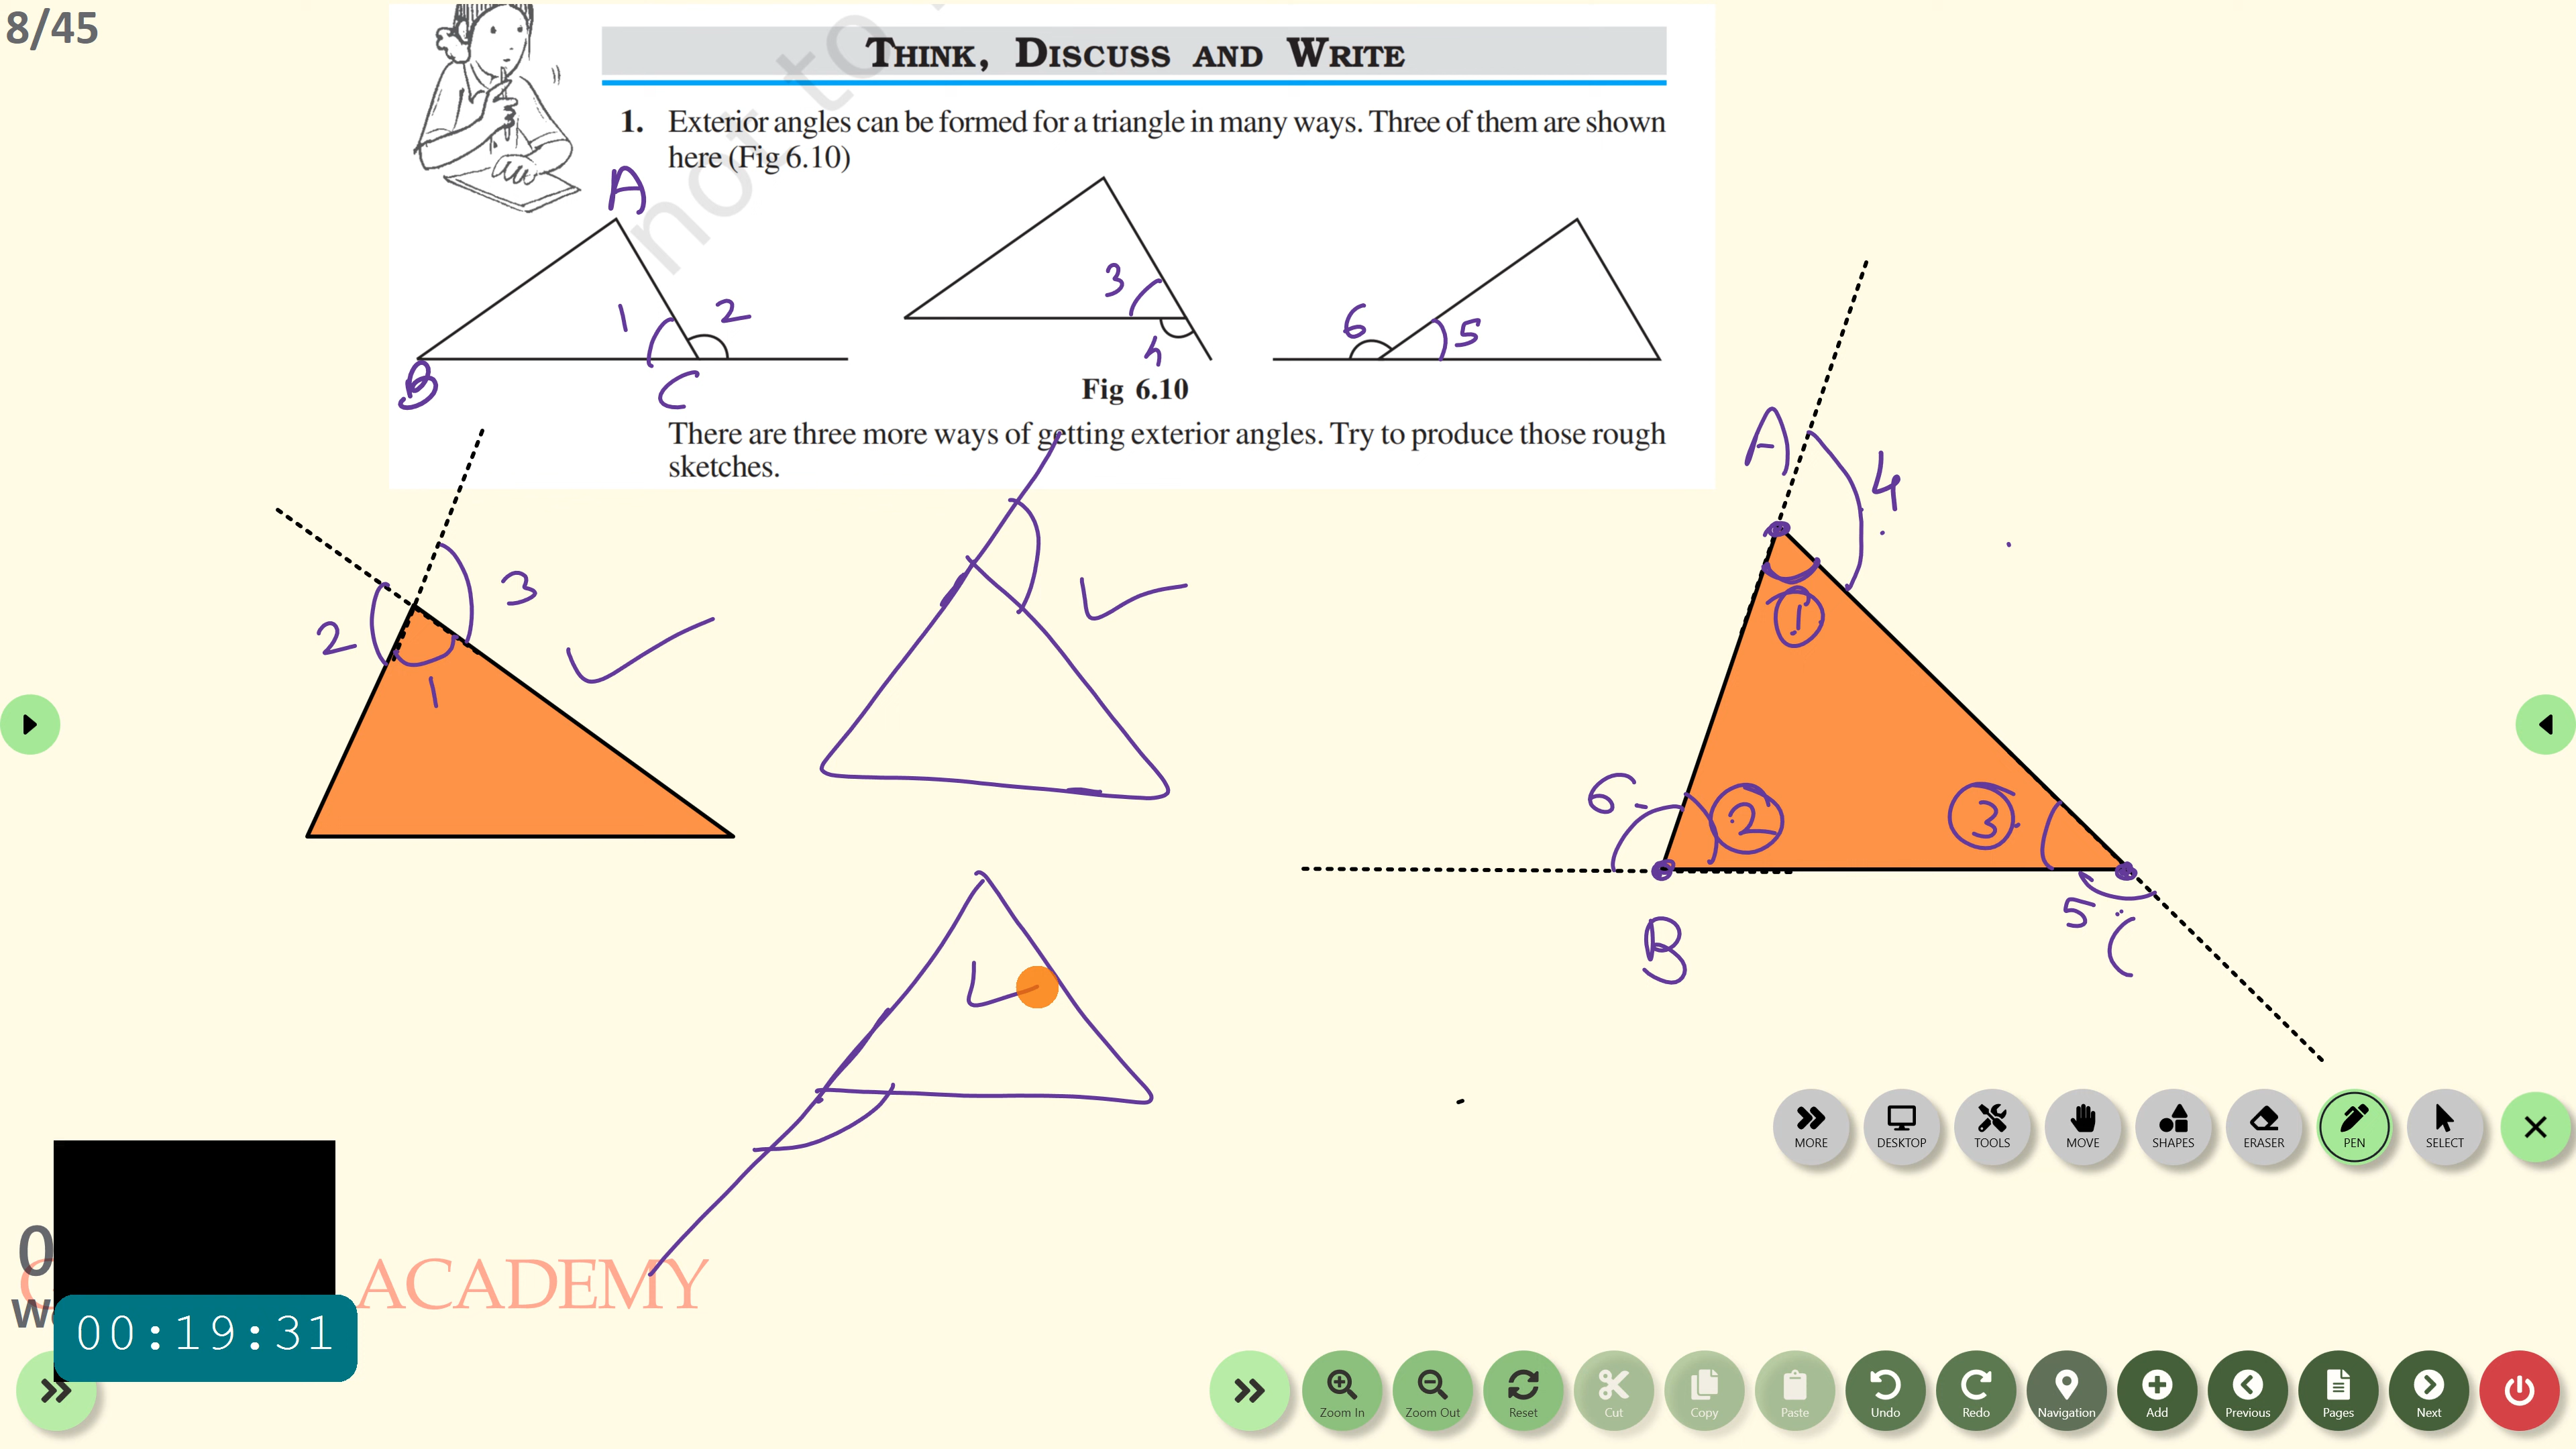 8/45
THINK, DISCUSS AND WRITE
1. Exterior angles can be formed for a triangle in many ways. Three of them are shown
here (Fig 6.10)
not to
A
1
2
B
C
3
4
6
5
Fig 6.10
There are three more ways of getting exterior angles. Try to produce those rough
sketches.
2
3
1
A
4
1
6
2
3
5
B
C
MORE
DESKTOP
TOOLS
MOVE
SHAPES
ERASER
PEN
SELECT
ACADEMY
00:19:31
Zoom In
Zoom Out
Reset
Cut
Copy
Paste
Undo
Redo
Navigation
Add
Previous
Pages
Next